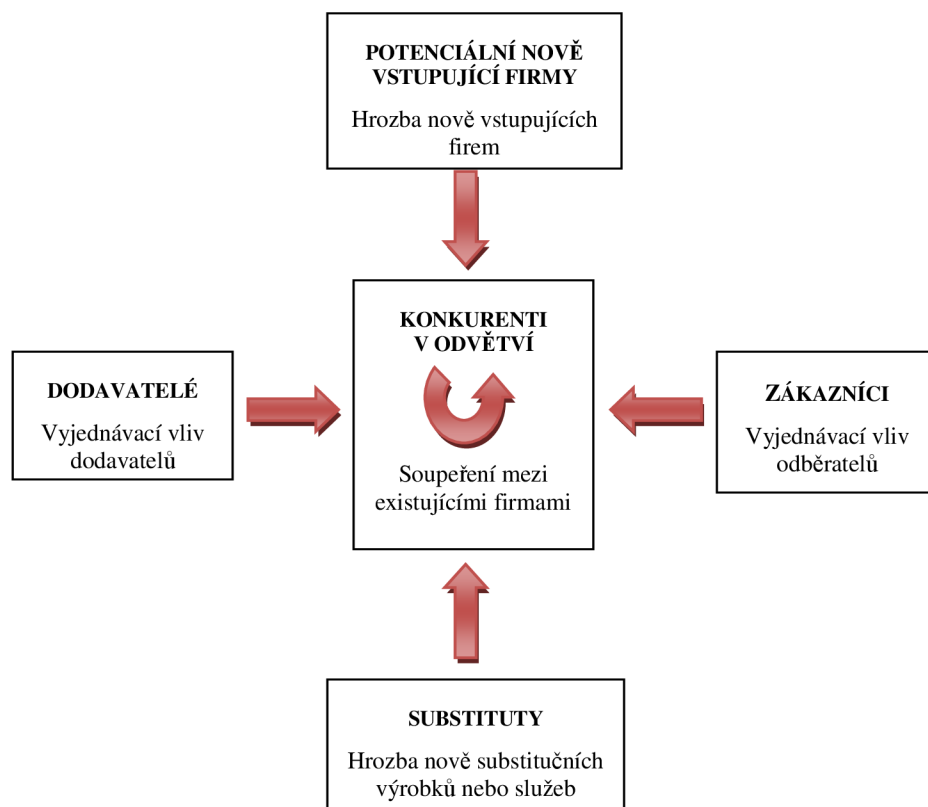 POTENCIÁLNÍ NOVĚ
VSTUPUJÍCÍ FIRMY
Hrozba nově vstupujících
firem
KONKURENTI
V ODVĚTVÍ
Soupeření mezi
existujícími firmami
DODAVATELÉ
Vyjednávací vliv
dodavatelů
ZÁKAZNÍCI
Vyjednávací vliv
odběratelů
SUBSTITUTY
Hrozba nově substitučních
výrobků nebo služeb